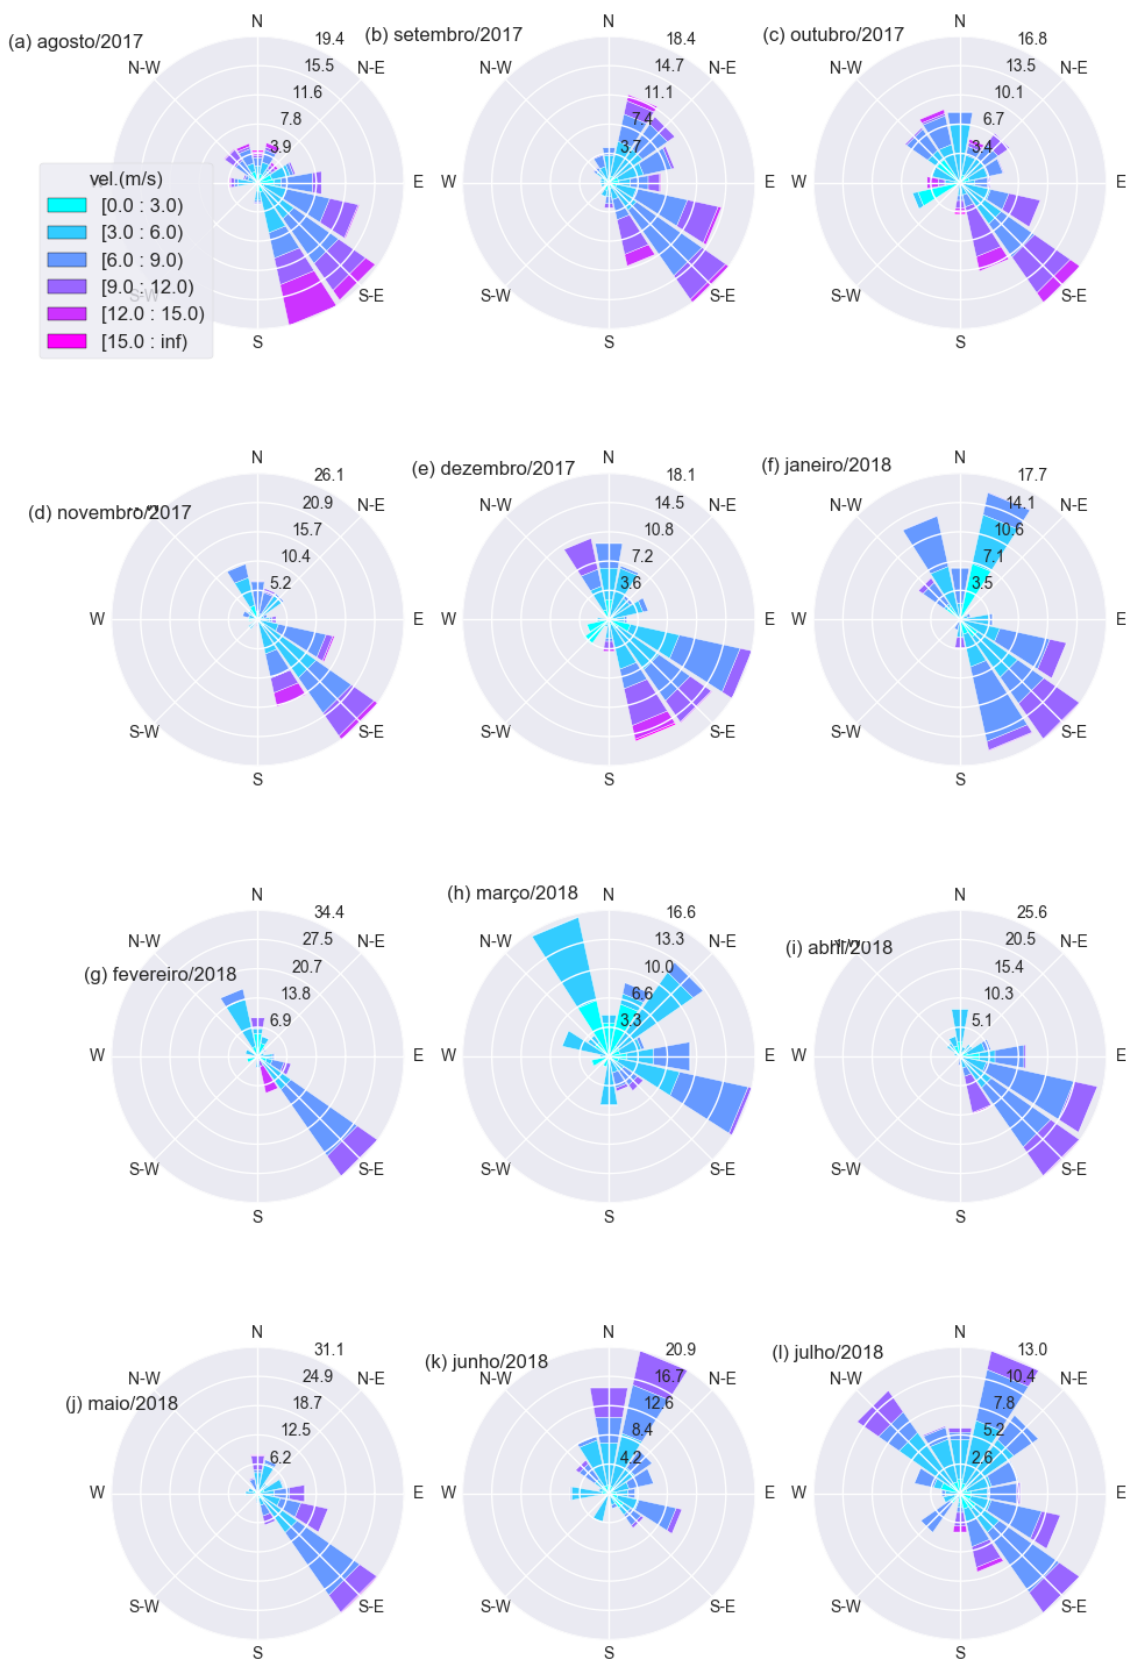 (a) agosto/2017
N
19.4
15.5
11.6
7.8
3.9
N-W
N-E
E
S-W
S-E
S
vel.(m/s)
[0.0 : 3.0)
[3.0 : 6.0)
[6.0 : 9.0)
[9.0 : 12.0)
[12.0 : 15.0)
[15.0 : inf)
(b) setembro/2017
N
18.4
14.7
11.1
7.4
3.7
N-W
N-E
W
E
S-W
S-E
S
(c) outubro/2017
N
16.8
13.5
10.1
6.7
3.4
N-W
N-E
W
E
S-W
S-E
S
(d) novembro/2017
N
26.1
20.9
15.7
10.4
5.2
N-E
W
E
S-W
S-E
S
(e) dezembro/2017
N
18.1
14.5
10.8
7.2
3.6
N-W
N-E
W
E
S-W
S-E
S
(f) janeiro/2018
N
17.7
14.1
10.6
7.1
3.5
N-W
N-E
W
E
S-W
S-E
S
(g) fevereiro/2018
N
34.4
27.5
20.7
13.8
6.9
N-W
N-E
W
E
S-W
S-E
S
(h) março/2018
N
16.6
13.3
10.0
6.6
3.3
N-W
N-E
W
E
S-W
S-E
S
(i) abril/2018
N
25.6
20.5
15.4
10.3
5.1
N-E
W
E
S-W
S-E
S
(j) maio/2018
N
31.1
24.9
18.7
12.5
6.2
N-W
N-E
W
E
S-W
S-E
S
(k) junho/2018
N
20.9
16.7
12.6
8.4
4.2
N-W
N-E
W
E
S-W
S-E
S
(l) julho/2018
N
13.0
10.4
7.8
5.2
2.6
N-W
N-E
W
E
S-W
S-E
S